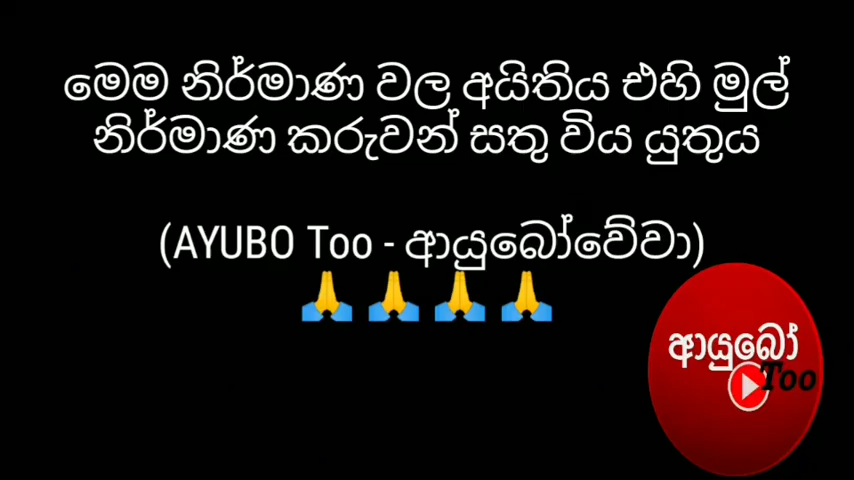 මෙම නිර්මාණ වල අයිතිය එහි මුල්
නිර්මාණ කරුවන් සතු විය යුතුය
(AYUBO Too - ආයුබෝවේවා)
🙏 🙏 🙏 🙏
ආයුබෝ
Too